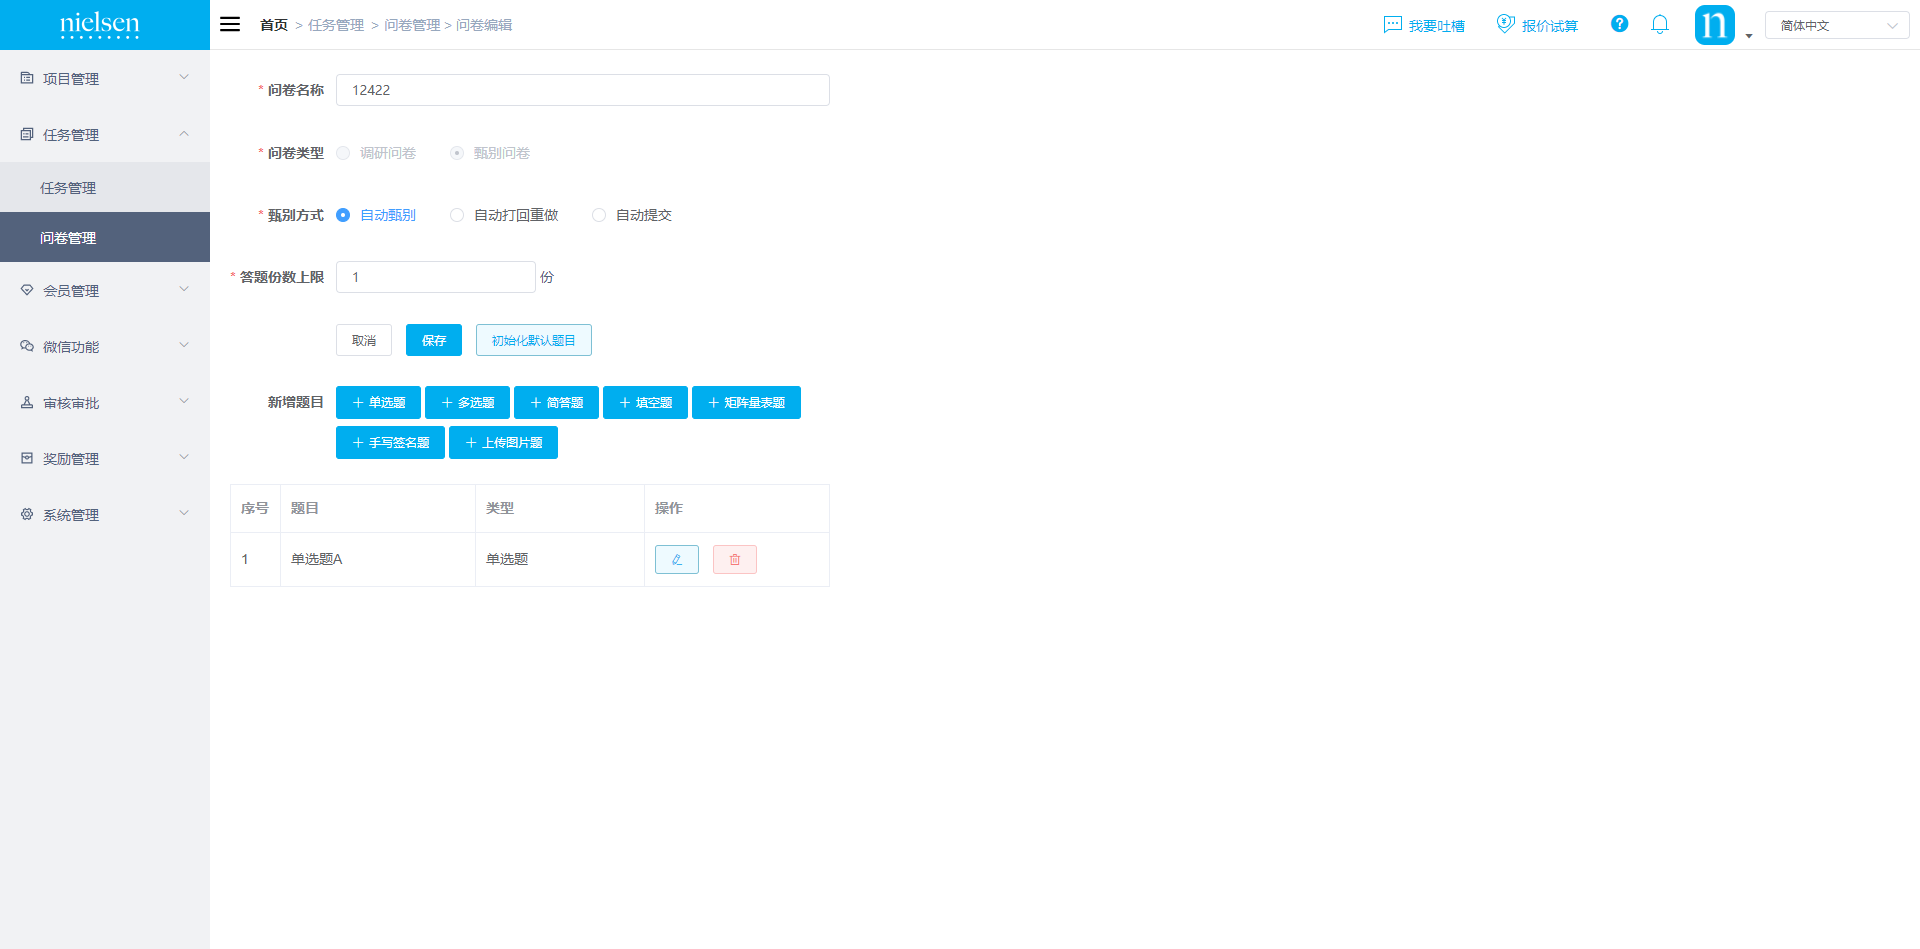 nielsen
首页 > 任务管理 > 问卷管理 > 问卷编辑
我要吐槽
报价试算
?
n
简体中文
项目管理
任务管理
任务管理
问卷管理
会员管理
微信功能
审核审批
奖励管理
系统管理
* 问卷名称 12422
* 问卷类型 调研问卷 甄别问卷
* 甄别方式 自动甄别 自动打回重做 自动提交
* 答题份数上限 1 份
取消 保存 初始化默认题目
新增题目 + 单选题 + 多选题 + 简答题 + 填空题 + 矩阵量表题
+ 手写签名题 + 上传图片题
序号 题目 类型 操作
1 单选题A 单选题